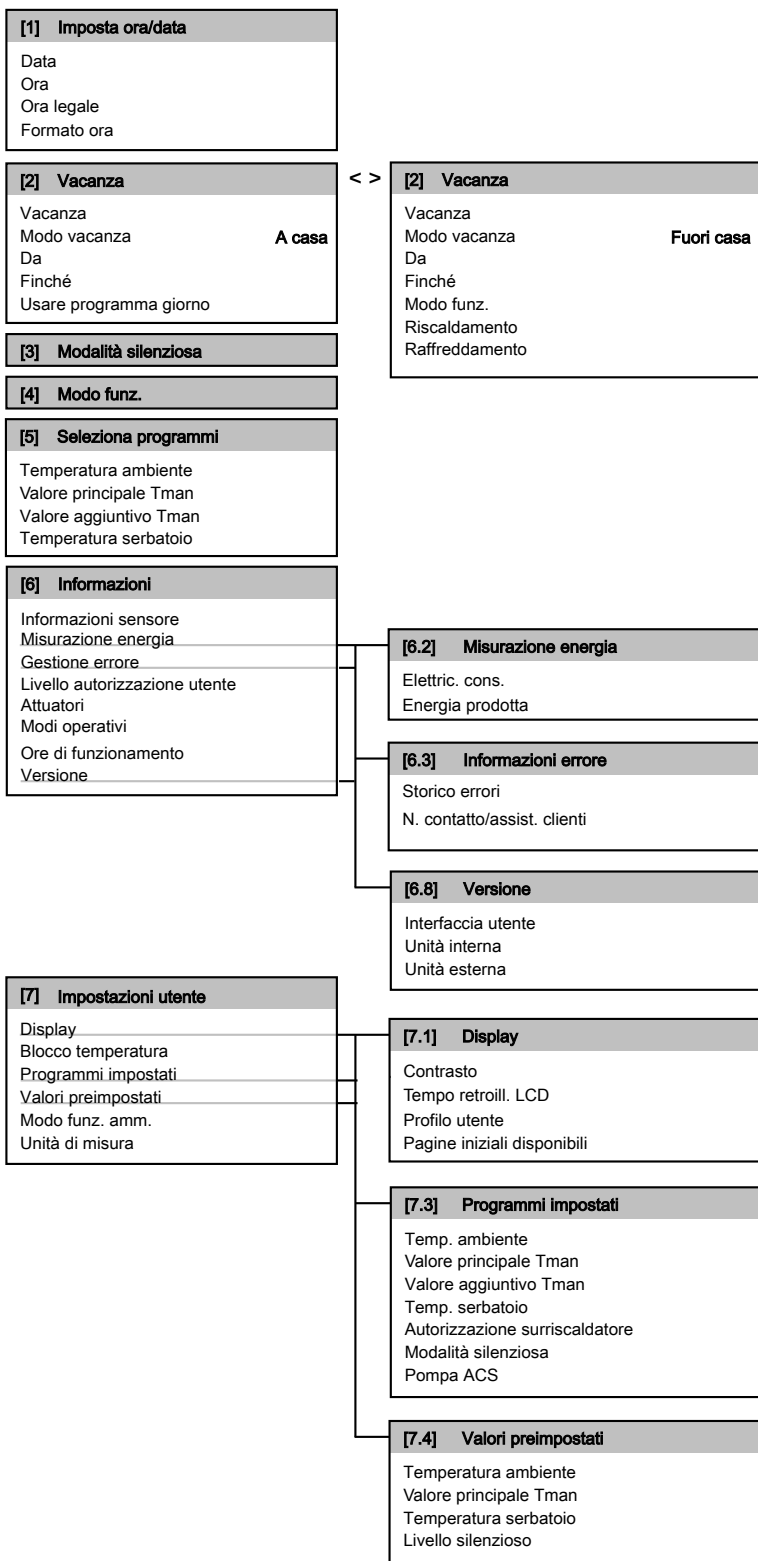 [1] Imposta ora/data
Data
Ora
Ora legale
Formato ora
[2] Vacanza
Vacanza
Modo vacanza A casa
Da
Finché
Usare programma giorno
< >
[2] Vacanza
Vacanza
Modo vacanza Fuori casa
Da
Finché
Modo funz.
Riscaldamento
Raffreddamento
[3] Modalità silenziosa
[4] Modo funz.
[5] Seleziona programmi
Temperatura ambiente
Valore principale Tman
Valore aggiuntivo Tman
Temperatura serbatoio
[6] Informazioni
Informazioni sensore
Misurazione energia
Gestione errore
Livello autorizzazione utente
Attuatori
Modi operativi
Ore di funzionamento
Versione
[6.2] Misurazione energia
Elettric. cons.
Energia prodotta
[6.3] Informazioni errore
Storico errori
N. contatto/assist. clienti
[6.8] Versione
Interfaccia utente
Unità interna
Unità esterna
[7] Impostazioni utente
Display
Blocco temperatura
Programmi impostati
Valori preimpostati
Modo funz. amm.
Unità di misura
[7.1] Display
Contrasto
Tempo retroill. LCD
Profilo utente
Pagine iniziali disponibili
[7.3] Programmi impostati
Temp. ambiente
Valore principale Tman
Valore aggiuntivo Tman
Temp. serbatoio
Autorizzazione surriscaldatore
Modalità silenziosa
Pompa ACS
[7.4] Valori preimpostati
Temperatura ambiente
Valore principale Tman
Temperatura serbatoio
Livello silenzioso